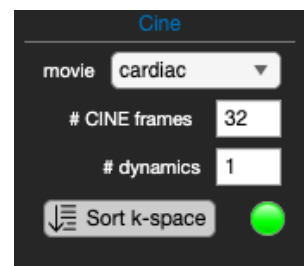 Cine
movie cardiac
# CINE frames 32
# dynamics 1
Sort k-space